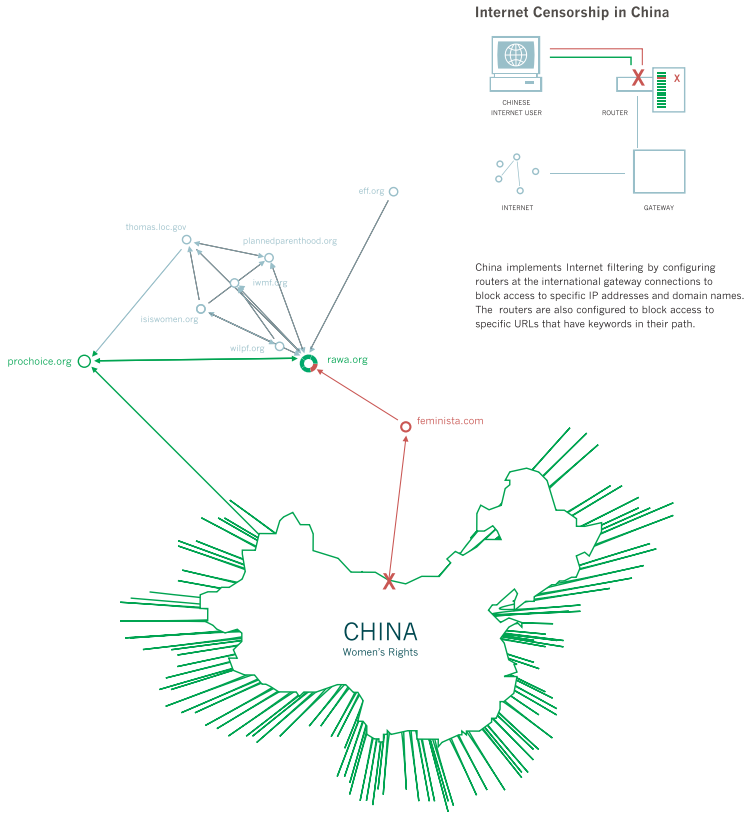 Internet Censorship in China
X
X
CHINESE
INTERNET USER
ROUTER
INTERNET
GATEWAY
eff.org
thomas.loc.gov
plannedparenthood.org
iwmf.org
isiswomen.org
wilpf.org
prochoice.org
rawa.org
China implements Internet filtering by configuring
routers at the international gateway connections to
block access to specific IP addresses and domain names.
The routers are also configured to block access to
specific URLs that have keywords in their path.
feminista.com
X
CHINA
Women's Rights